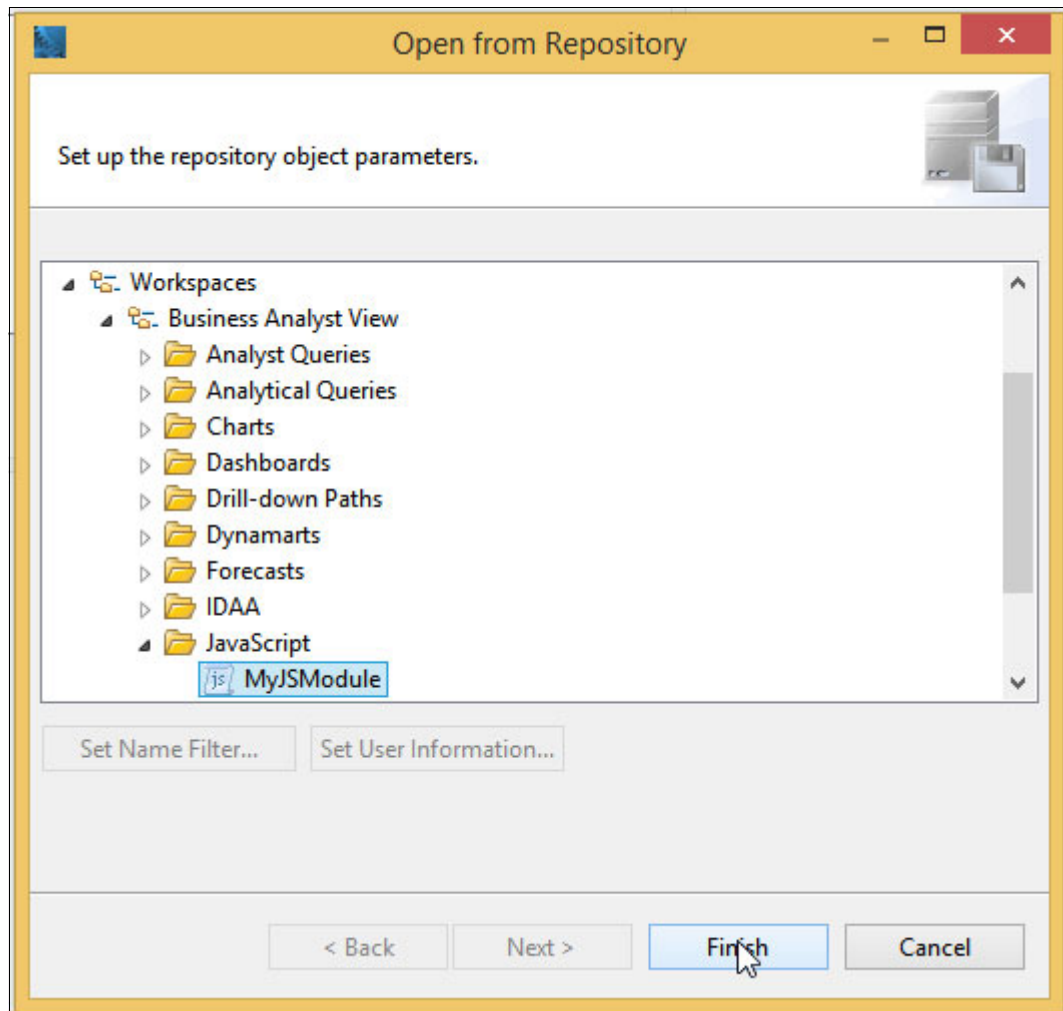 Open from Repository
Set up the repository object parameters.
Workspaces
Business Analyst View
Analyst Queries
Analytical Queries
Charts
Dashboards
Drill-down Paths
Dynamarts
Forecasts
IDAA
JavaScript
js MyJSModule
Set Name Filter... Set User Information...
< Back Next > Finish Cancel